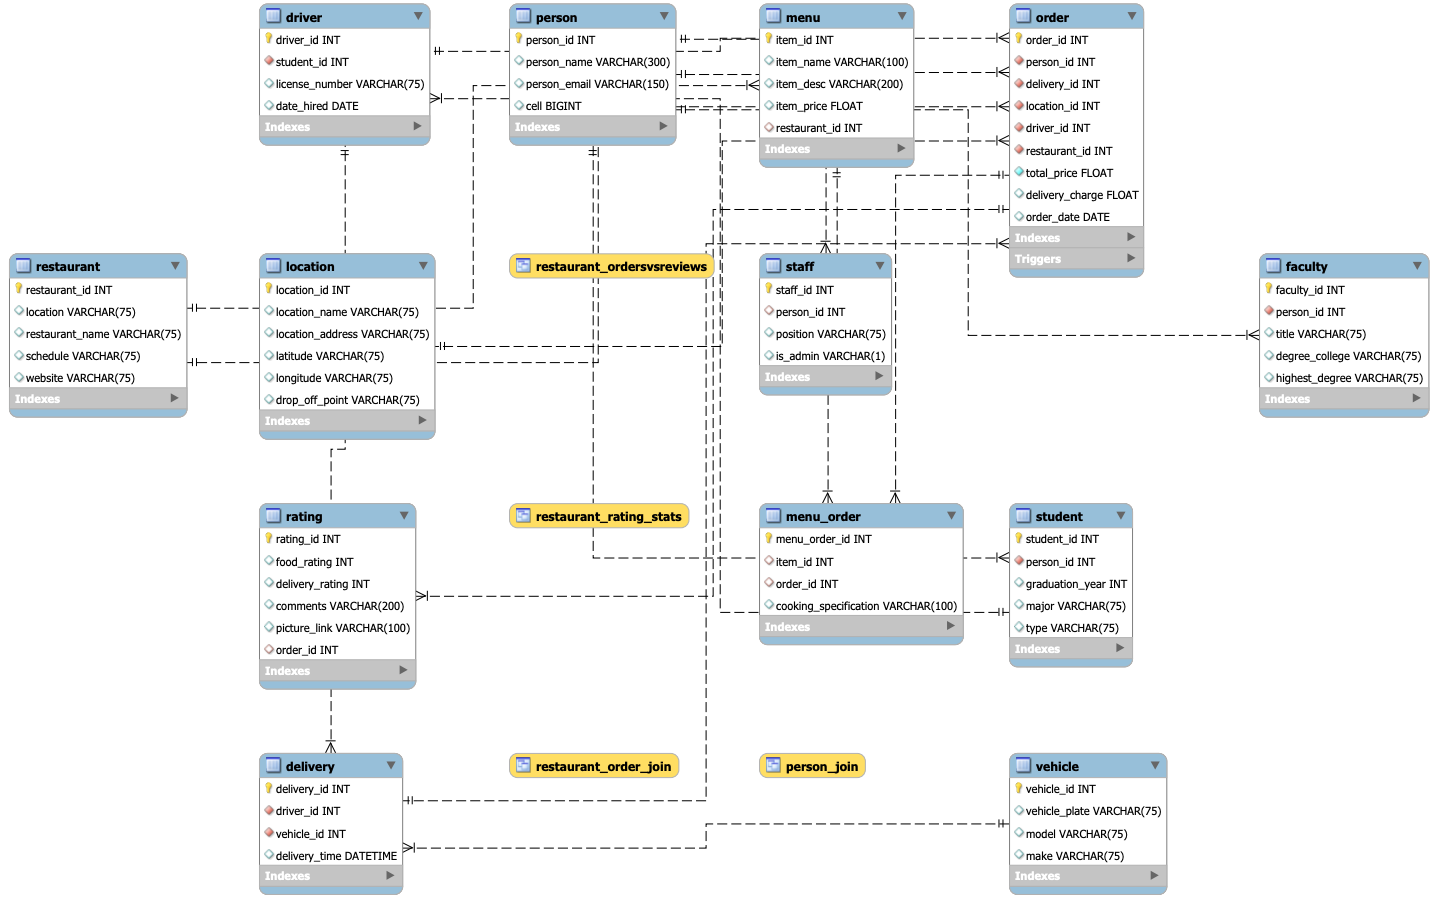 driver
driver_id INT
student_id INT
license_number VARCHAR(75)
date_hired DATE
Indexes
person
person_id INT
person_name VARCHAR(300)
person_email VARCHAR(150)
cell BIGINT
Indexes
menu
item_id INT
item_name VARCHAR(100)
item_desc VARCHAR(200)
item_price FLOAT
restaurant_id INT
Indexes
order
order_id INT
person_id INT
delivery_id INT
location_id INT
driver_id INT
restaurant_id INT
total_price FLOAT
delivery_charge FLOAT
order_date DATE
Indexes
Triggers
restaurant
restaurant_id INT
location VARCHAR(75)
restaurant_name VARCHAR(75)
schedule VARCHAR(75)
website VARCHAR(75)
Indexes
location
location_id INT
location_name VARCHAR(75)
location_address VARCHAR(75)
latitude VARCHAR(75)
longitude VARCHAR(75)
drop_off_point VARCHAR(75)
Indexes
restaurant_ordersvsreviews
staff
staff_id INT
person_id INT
position VARCHAR(75)
is_admin VARCHAR(1)
Indexes
faculty
faculty_id INT
person_id INT
title VARCHAR(75)
degree_college VARCHAR(75)
highest_degree VARCHAR(75)
Indexes
rating
rating_id INT
food_rating INT
delivery_rating INT
comments VARCHAR(200)
picture_link VARCHAR(100)
order_id INT
Indexes
restaurant_rating_stats
menu_order
menu_order_id INT
item_id INT
order_id INT
cooking_specification VARCHAR(100)
Indexes
student
student_id INT
person_id INT
graduation_year INT
major VARCHAR(75)
type VARCHAR(75)
Indexes
delivery
delivery_id INT
driver_id INT
vehicle_id INT
delivery_time DATETIME
Indexes
restaurant_order_join
person_join
vehicle
vehicle_id INT
vehicle_plate VARCHAR(75)
model VARCHAR(75)
make VARCHAR(75)
Indexes